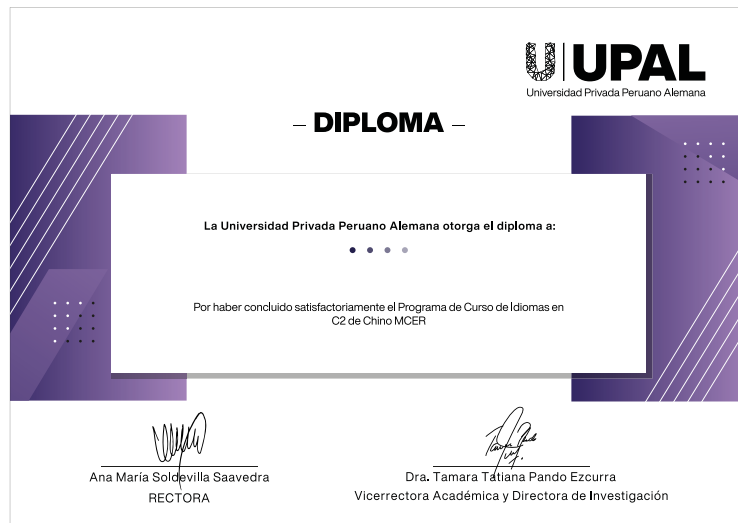 UPAL
Universidad Privada Peruano Alemana
– DIPLOMA –
La Universidad Privada Peruano Alemana otorga el diploma a:
Por haber concluido satisfactoriamente el Programa de Curso de Idiomas en
C2 de Chino MCER
Ana María Soldevilla Saavedra
RECTORA
Dra. Tamara Tatiana Pando Ezcurra
Vicerrectora Académica y Directora de Investigación